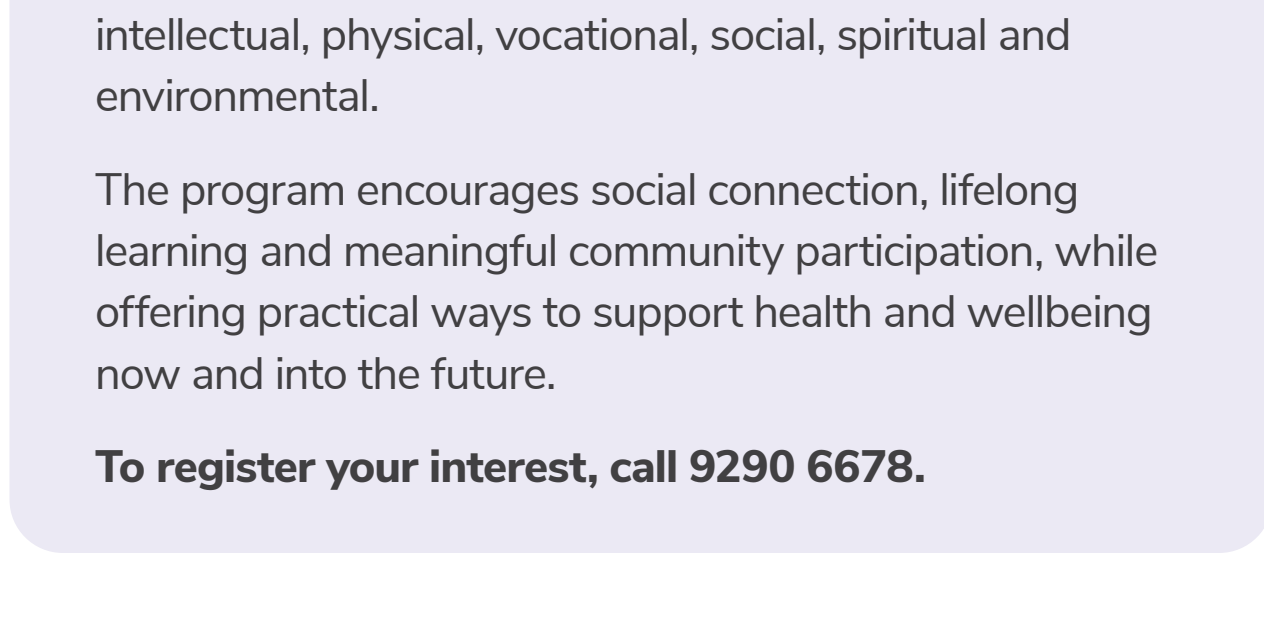 intellectual, physical, vocational, social, spiritual and
environmental.
The program encourages social connection, lifelong
learning and meaningful community participation, while
offering practical ways to support health and wellbeing
now and into the future.
To register your interest, call 9290 6678.